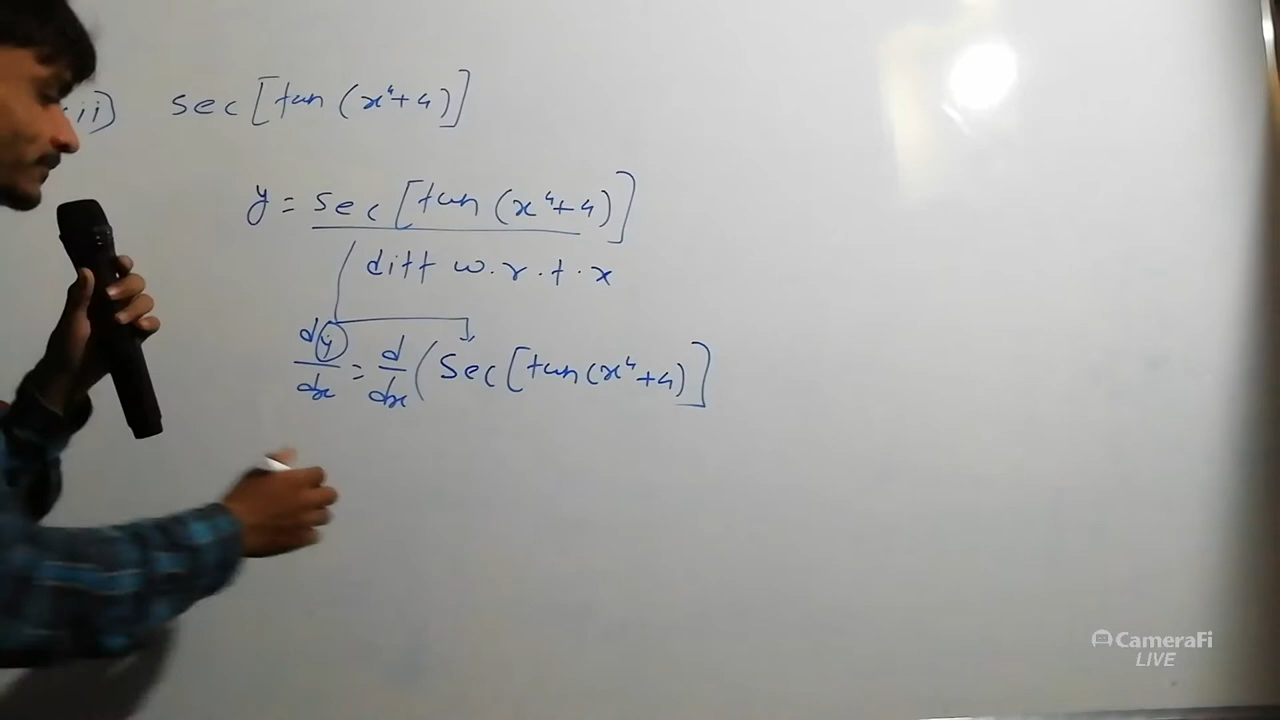 ii) sec [tan (x⁴+4)]
y = sec [tan (x⁴+4)]
diff w.r.t.x
dy/dx = d/dx (Sec [tan(x⁴+4)]
CameraFi
LIVE